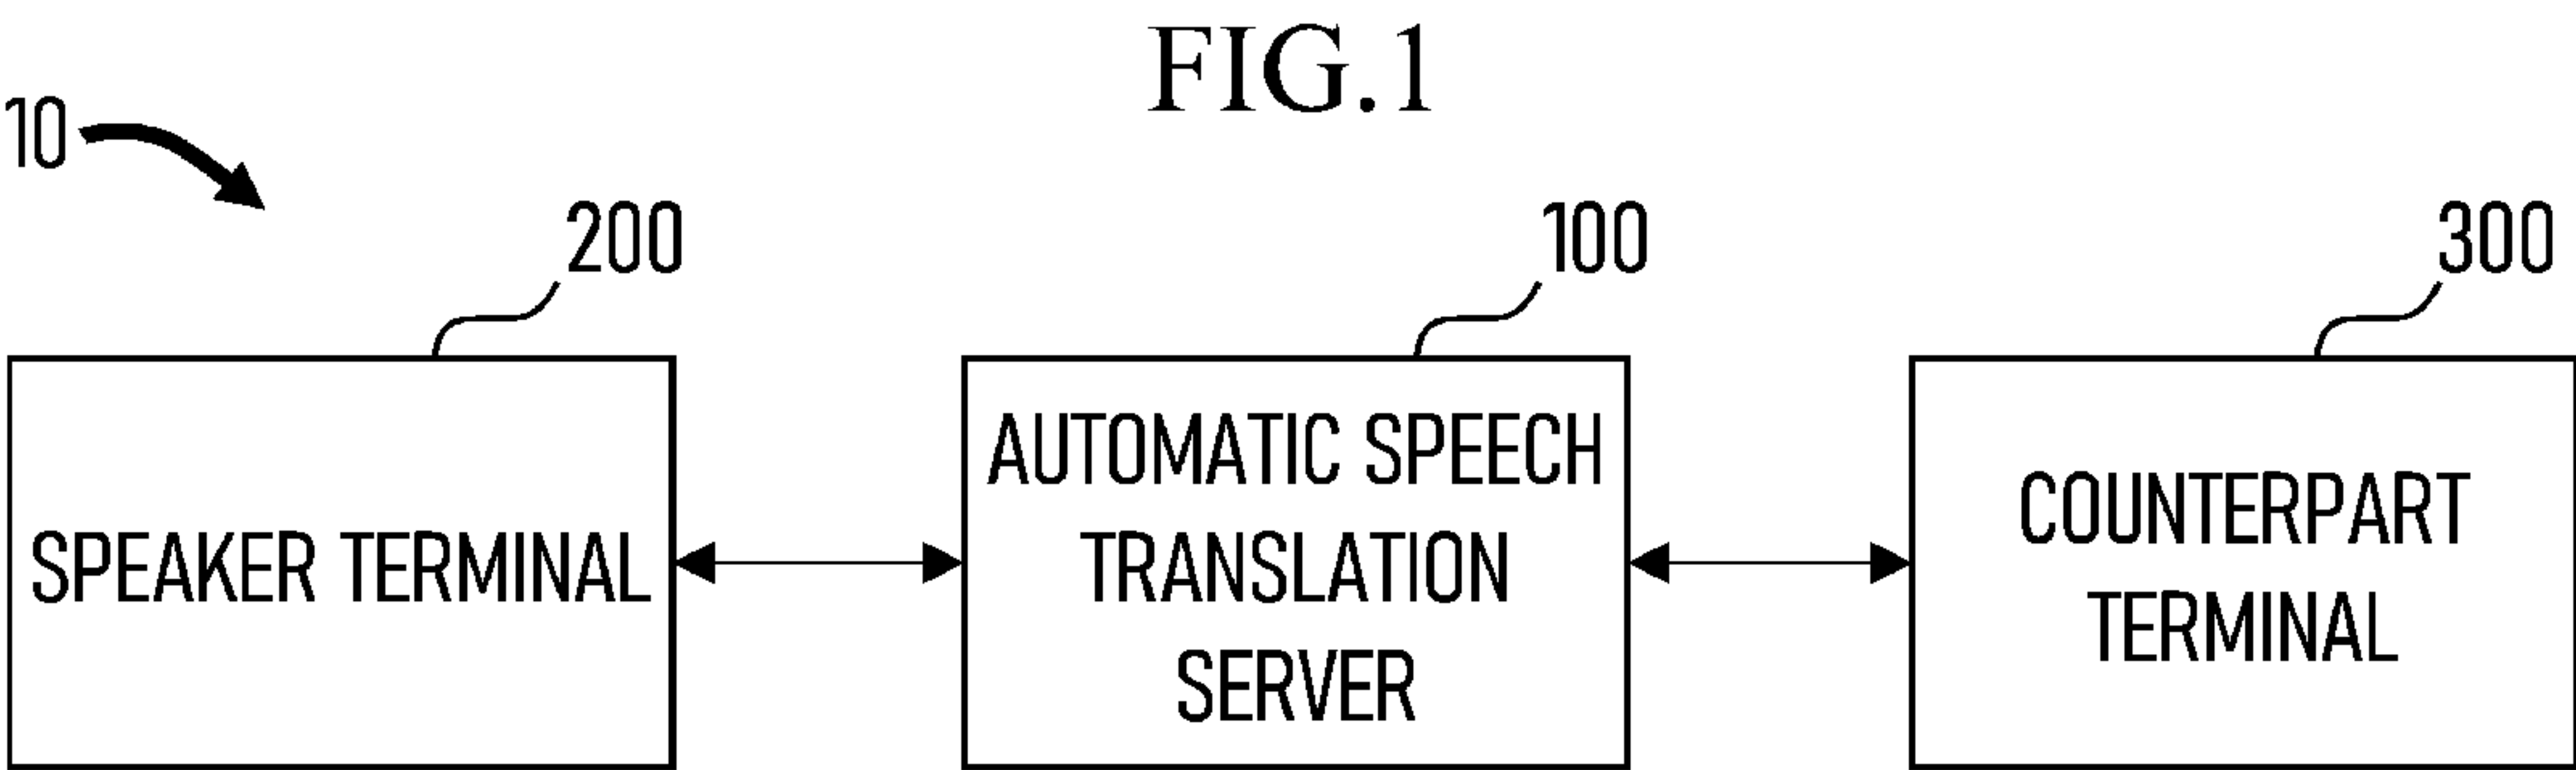 FIG.1
10
200
100
300
SPEAKER TERMINAL
AUTOMATIC SPEECH
TRANSLATION
SERVER
COUNTERPART
TERMINAL